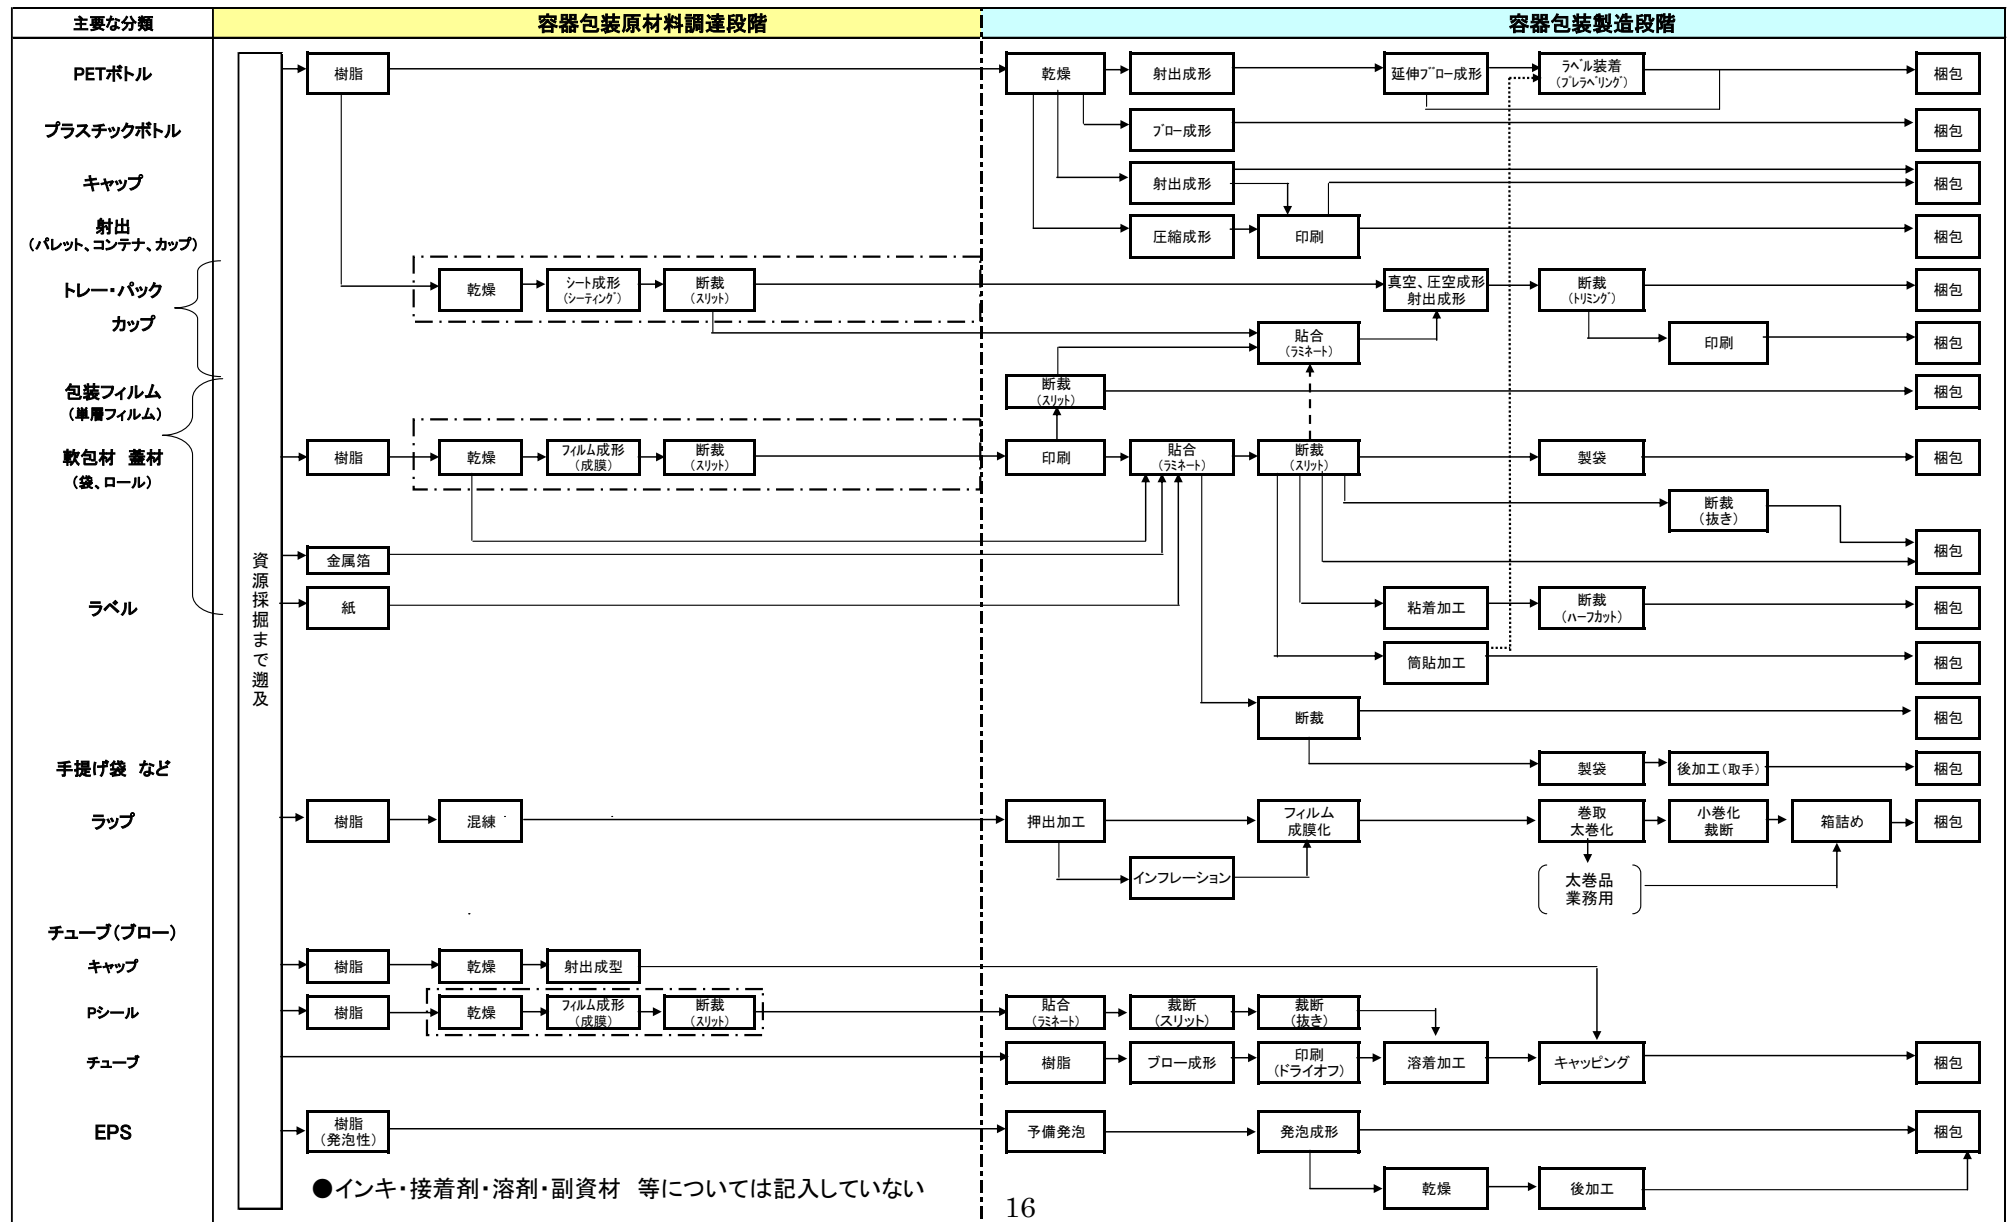 主要な分類
容器包装原材料調達段階
容器包装製造段階
PETボトル
樹脂
乾燥
射出成形
延伸ﾌﾞﾛｰ成形
ﾗﾍﾞﾙ装着
(ﾌﾟﾚﾗﾍﾞﾘﾝｸﾞ)
梱包
プラスチックボトル
ﾌﾞﾛｰ成形
梱包
キャップ
射出成形
梱包
射出
(パレット、コンテナ、カップ)
圧縮成形
印刷
梱包
トレー・パック
カップ
乾燥
ｼｰﾄ成形
(ｼｰﾃｨﾝｸﾞ)
断裁
(ｽﾘｯﾄ)
真空、圧空成形
射出成形
断裁
(ﾄﾘﾐﾝｸﾞ)
梱包
貼合
(ﾗﾐﾈｰﾄ)
印刷
梱包
包装フィルム
(単層フィルム)
断裁
(ｽﾘｯﾄ)
梱包
軟包材 蓋材
(袋、ロール)
樹脂
乾燥
ﾌｨﾙﾑ成形
(成膜)
断裁
(ｽﾘｯﾄ)
印刷
貼合
(ﾗﾐﾈｰﾄ)
断裁
(ｽﾘｯﾄ)
製袋
梱包
断裁
(抜き)
梱包
資源採掘まで遡及
金属箔
ラベル
紙
粘着加工
断裁
(ﾊｰﾌｶｯﾄ)
梱包
筒貼加工
梱包
断裁
梱包
手提げ袋 など
製袋
後加工(取手)
梱包
ラップ
樹脂
混練
押出加工
フィルム
成膜化
巻取
太巻化
小巻化
裁断
箱詰め
梱包
インフレーション
太巻品
業務用
チューブ(ブロー)
キャップ
樹脂
乾燥
射出成型
Pシール
樹脂
乾燥
ﾌｨﾙﾑ成形
(成膜)
断裁
(ｽﾘｯﾄ)
貼合
(ﾗﾐﾈｰﾄ)
裁断
(スリット)
裁断
(抜き)
チューブ
樹脂
ブロー成形
印刷
(ドライオフ)
溶着加工
キャッピング
梱包
EPS
樹脂
(発泡性)
予備発泡
発泡成形
梱包
乾燥
後加工
●インキ・接着剤・溶剤・副資材 等については記入していない
16